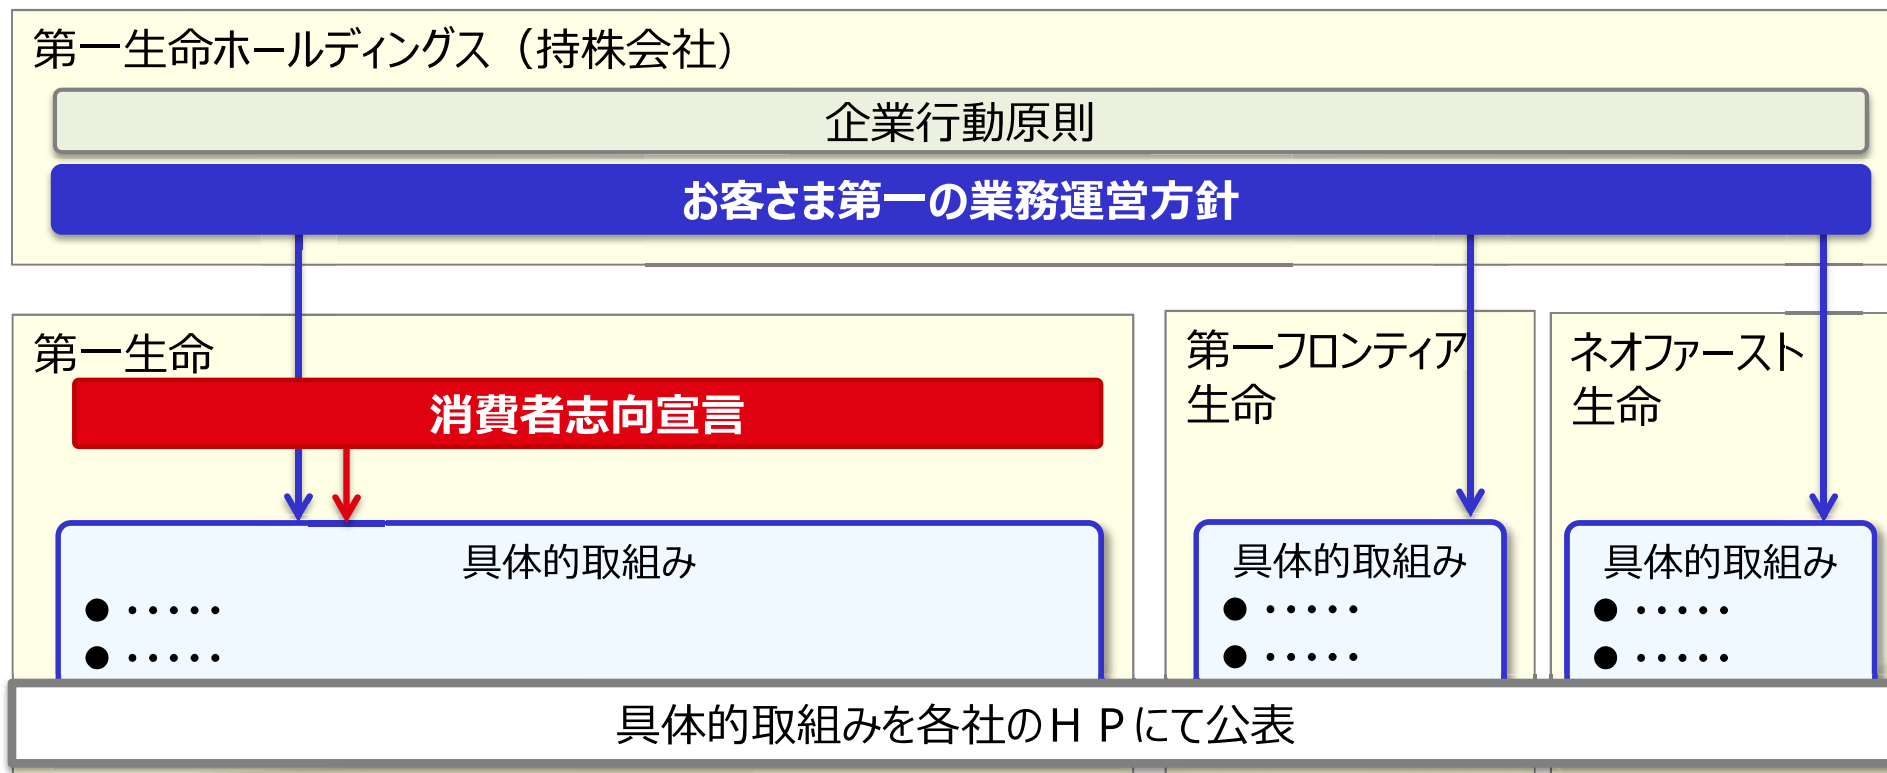 第一生命ホールディングス（持株会社）
企業行動原則
お客さま第一の業務運営方針
第一生命
消費者志向宣言
具体的取組み
●・・・・・
●・・・・・
第一フロンティア
生命
具体的取組み
●・・・・・
●・・・・・
ネオファースト
生命
具体的取組み
●・・・・・
●・・・・・
具体的取組みを各社のＨＰにて公表